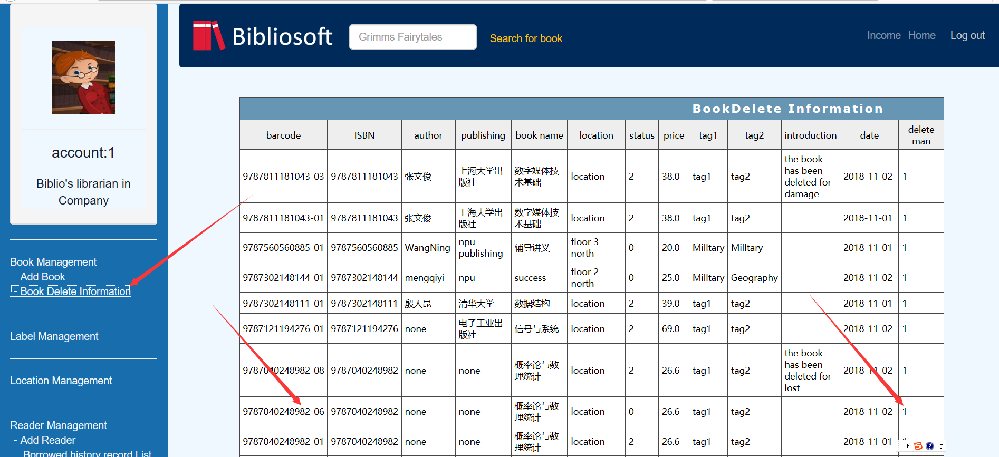 Bibliosoft
Grimms Fairytales
Search for book
Income Home Log out
account:1
Biblio's librarian in
Company
Book Management
- Add Book
- Book Delete Information
Label Management
Location Management
Reader Management
- Add Reader
- Borrowed history record List
BookDelete Information
barcode ISBN author publishing book name location status price tag1 tag2 introduction date delete
man
9787811181043-03 9787811181043 张文俊 上海大学出
版社 数字媒体技
术基础 location 2 38.0 tag1 tag2 the book
has been
deleted for
damage 2018-11-02 1
9787811181043-01 9787811181043 张文俊 上海大学出
版社 数字媒体技
术基础 location 2 38.0 tag1 tag2 2018-11-01 1
9787560560885-01 9787560560885 WangNing npu
publishing 辅导讲义 floor 3
north 0 20.0 Milltary Milltary 2018-11-01 1
9787302148144-01 9787302148144 mengqiyi npu success floor 2
north 0 25.0 Milltary Geography 2018-11-02 1
9787302148111-01 9787302148111 殷人昆 清华大学 数据结构 location 2 39.0 tag1 tag2 2018-11-01 1
9787121194276-01 9787121194276 none 电子工业出
版社 信号与系统 location 2 69.0 tag1 tag2 2018-11-02 1
9787040248982-08 9787040248982 none none 概率论与数
理统计 location 2 26.6 tag1 tag2 the book
has been
deleted for
lost 2018-11-02 1
9787040248982-06 9787040248982 none none 概率论与数
理统计 location 0 26.6 tag1 tag2 2018-11-02 1
9787040248982-01 9787040248982 none none 概率论与数
理统计 location 2 26.6 tag1 tag2 2018-11-01 1
CH S ?